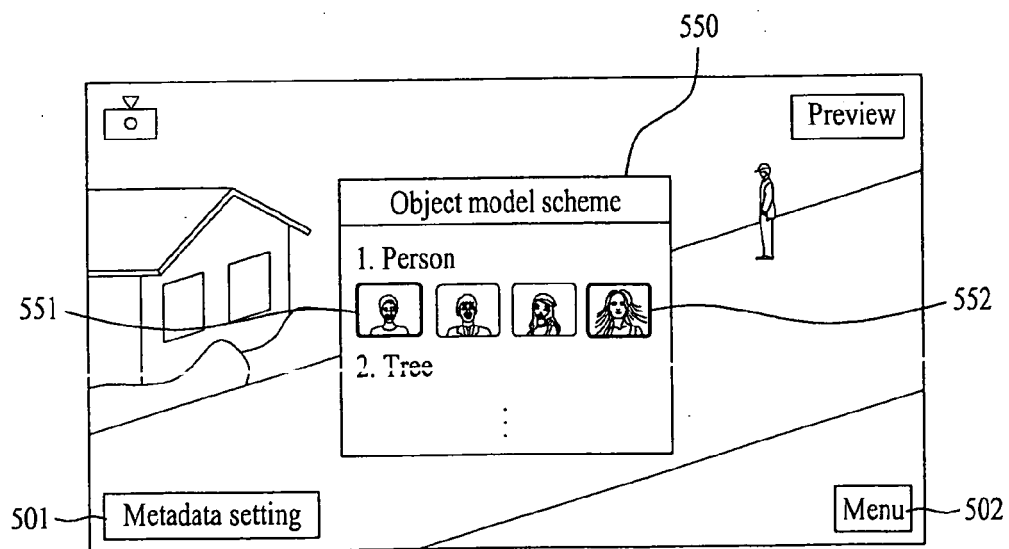 550
Preview
Object model scheme
1. Person
551
552
2. Tree
501
Metadata setting
Menu
502